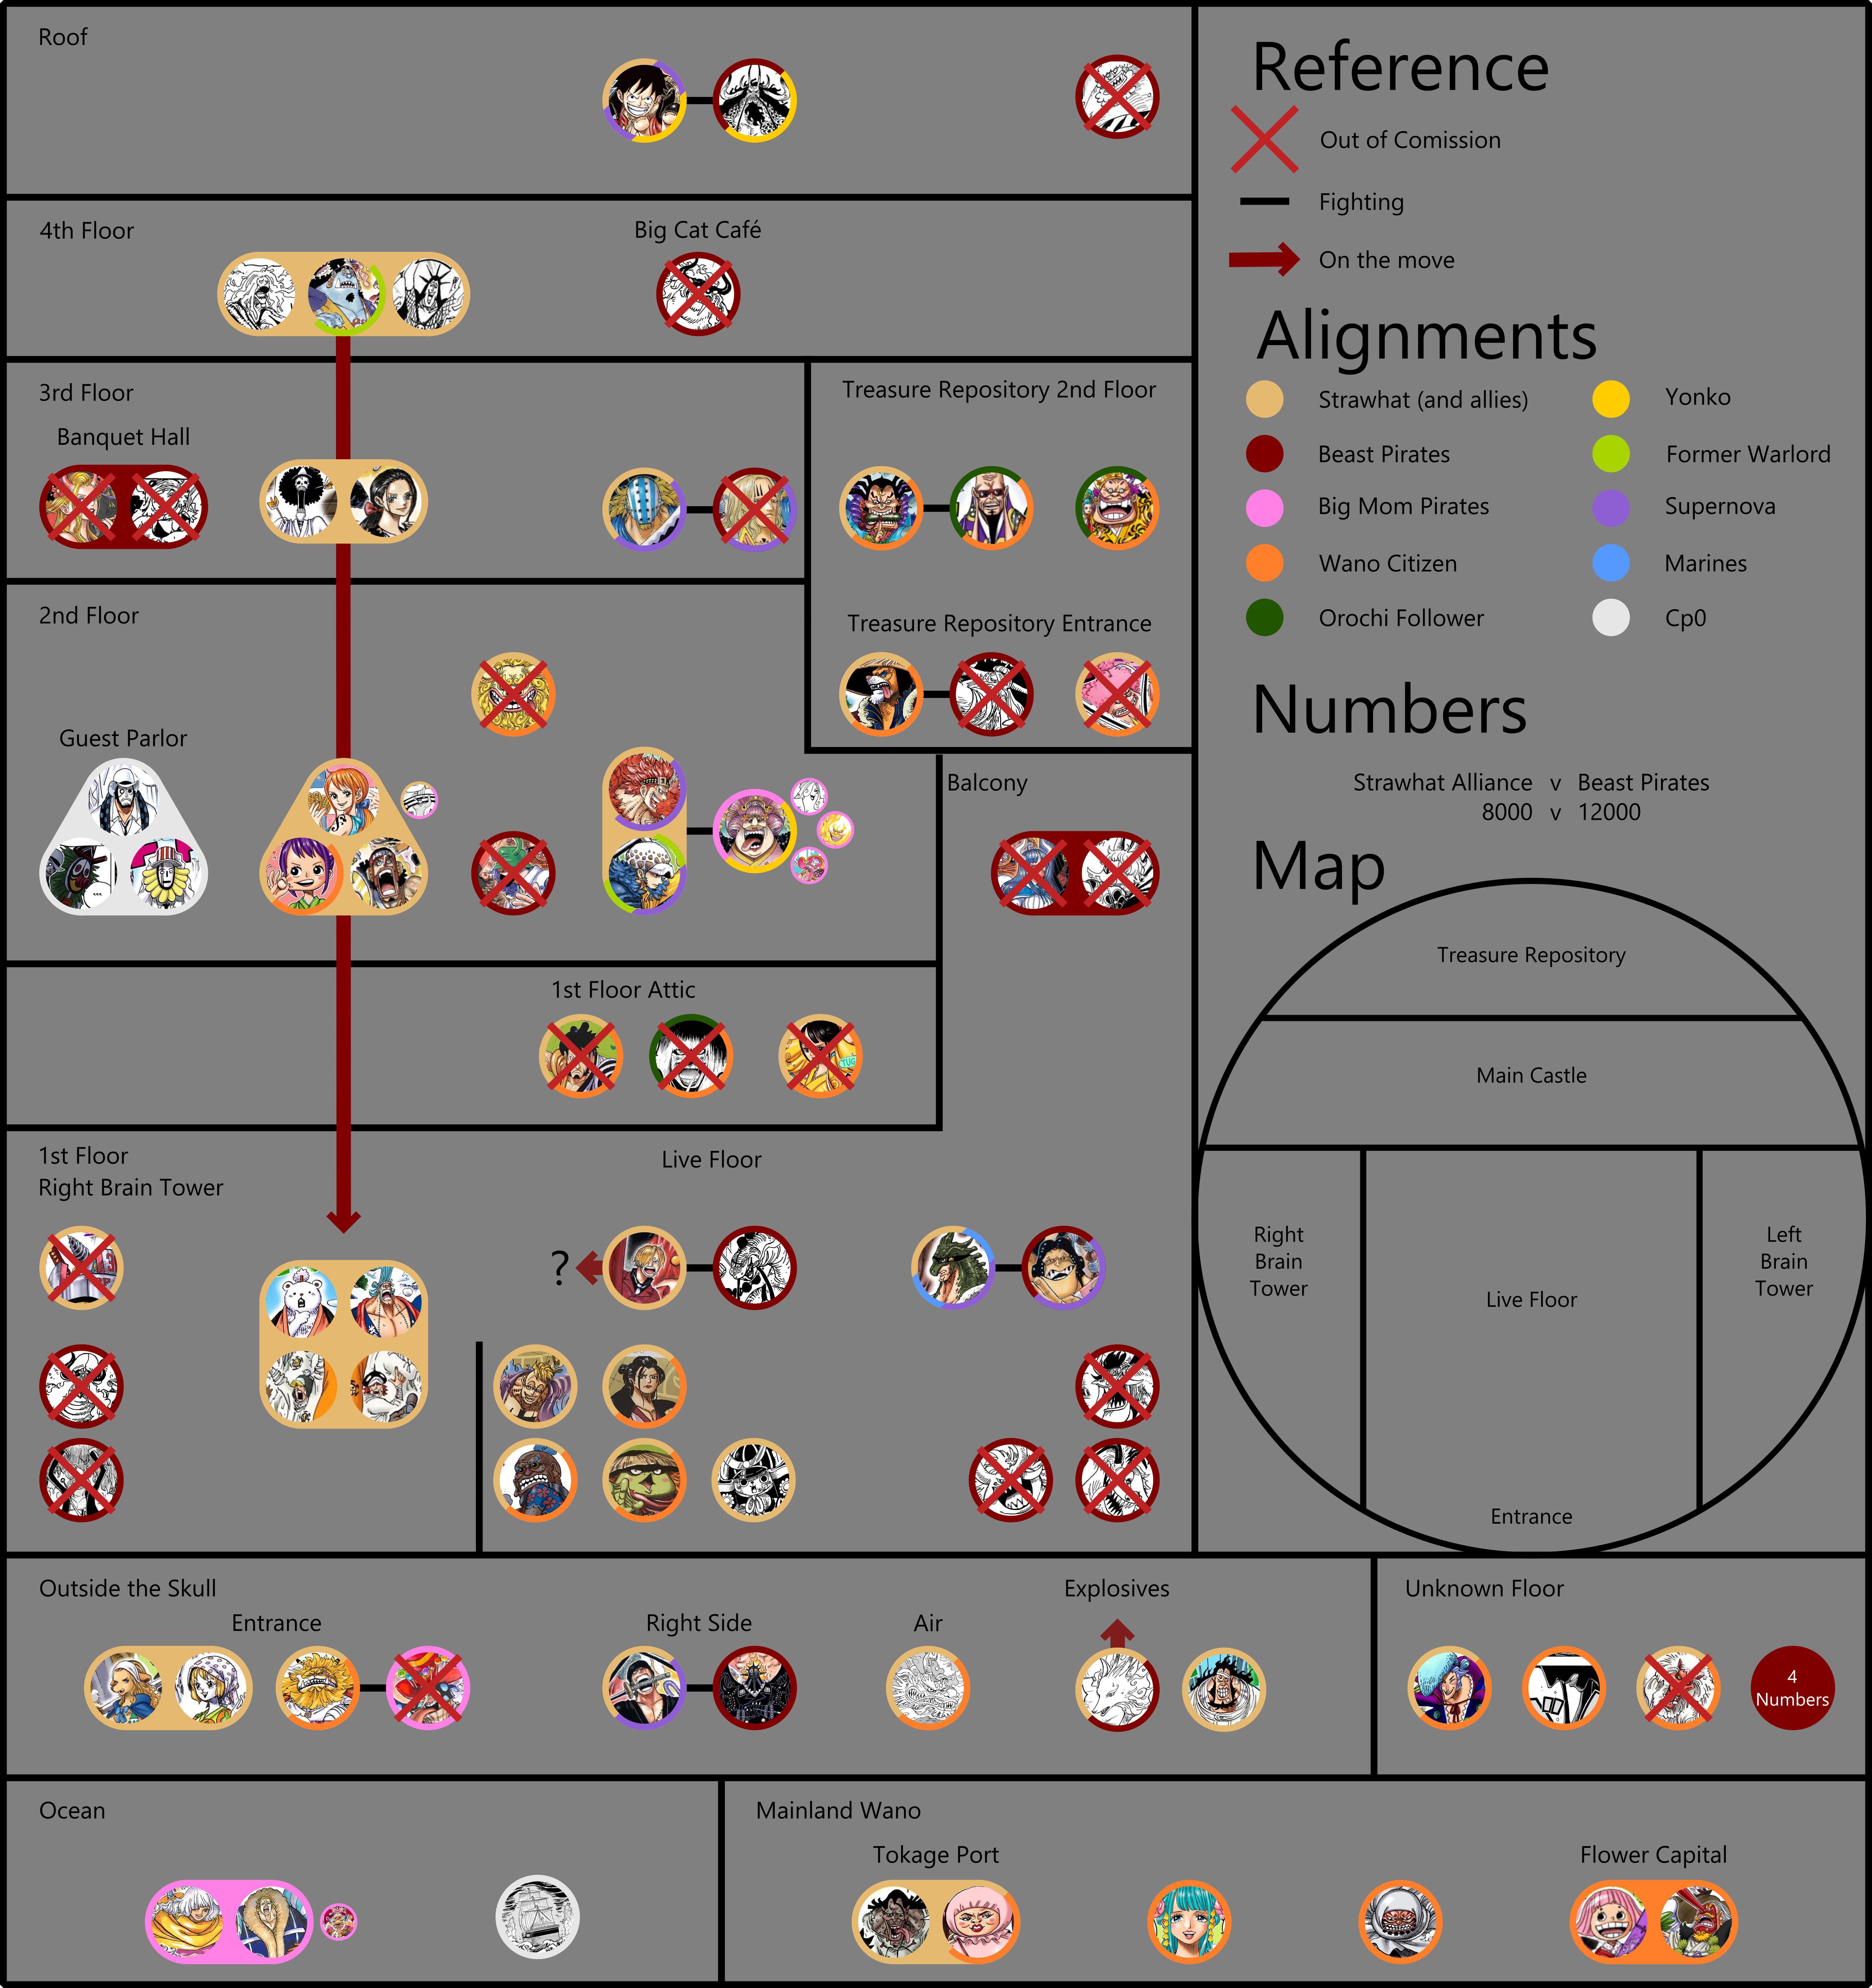 Roof
4th Floor
Big Cat Café
3rd Floor
Banquet Hall
Treasure Repository 2nd Floor
2nd Floor
Treasure Repository Entrance
Guest Parlor
Balcony
1st Floor Attic
1st Floor
Right Brain Tower
Live Floor
?
Outside the Skull
Entrance
Right Side
Air
Explosives
Unknown Floor
4
Numbers
Ocean
Mainland Wano
Tokage Port
Flower Capital
Reference
Out of Comission
Fighting
On the move
Alignments
Strawhat (and allies)
Yonko
Beast Pirates
Former Warlord
Big Mom Pirates
Supernova
Wano Citizen
Marines
Orochi Follower
Cp0
Numbers
Strawhat Alliance v Beast Pirates
8000 v 12000
Map
Treasure Repository
Main Castle
Right
Brain
Tower
Live Floor
Left
Brain
Tower
Entrance